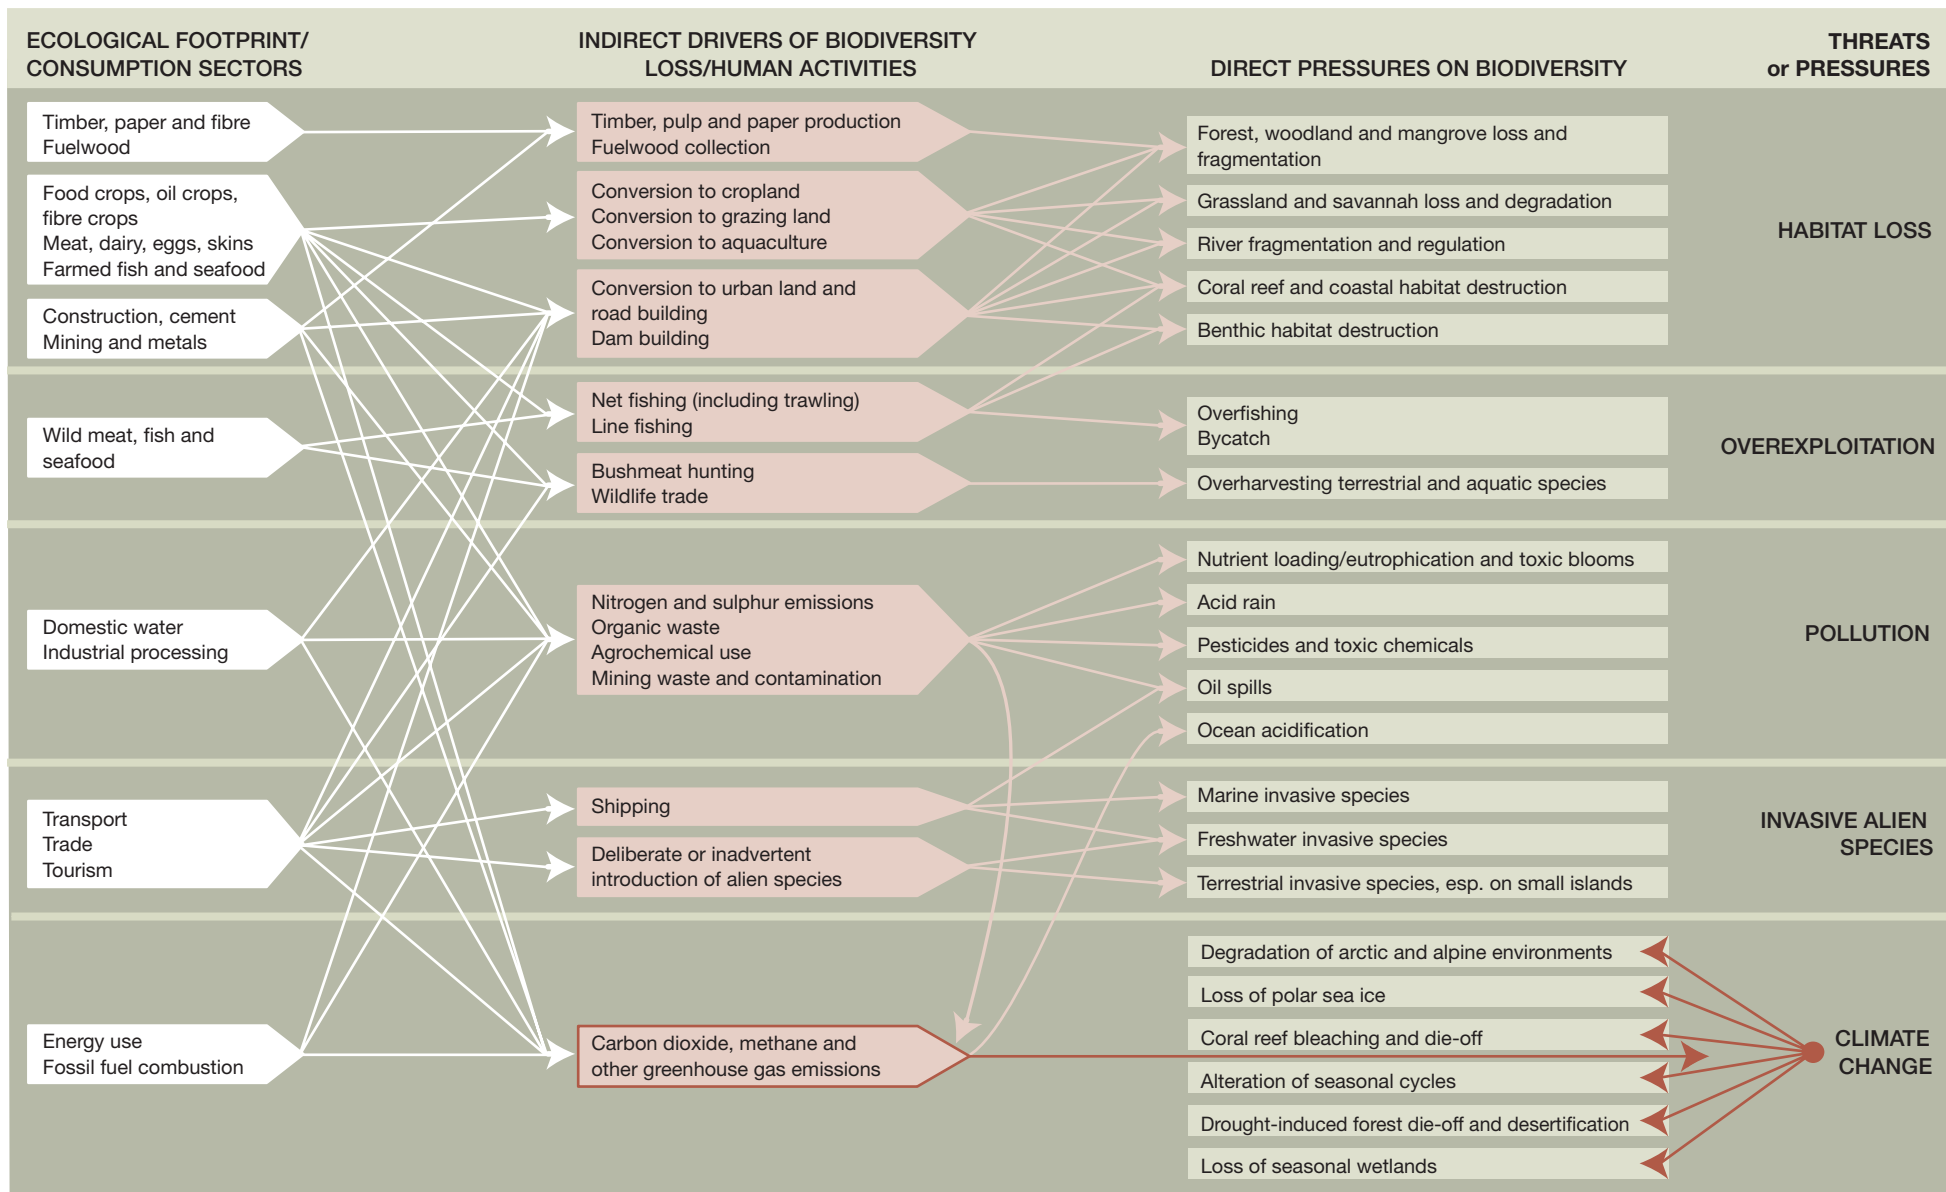 ECOLOGICAL FOOTPRINT/
CONSUMPTION SECTORS
INDIRECT DRIVERS OF BIODIVERSITY
LOSS/HUMAN ACTIVITIES
DIRECT PRESSURES ON BIODIVERSITY
THREATS
or PRESSURES
Timber, paper and fibre
Fuelwood
Food crops, oil crops,
fibre crops
Meat, dairy, eggs, skins
Farmed fish and seafood
Construction, cement
Mining and metals
Timber, pulp and paper production
Fuelwood collection
Conversion to cropland
Conversion to grazing land
Conversion to aquaculture
Conversion to urban land and
road building
Dam building
Forest, woodland and mangrove loss and
fragmentation
Grassland and savannah loss and degradation
River fragmentation and regulation
Coral reef and coastal habitat destruction
Benthic habitat destruction
HABITAT LOSS
Wild meat, fish and
seafood
Net fishing (including trawling)
Line fishing
Bushmeat hunting
Wildlife trade
Overfishing
Bycatch
Overharvesting terrestrial and aquatic species
OVEREXPLOITATION
Domestic water
Industrial processing
Nitrogen and sulphur emissions
Organic waste
Agrochemical use
Mining waste and contamination
Nutrient loading/eutrophication and toxic blooms
Acid rain
Pesticides and toxic chemicals
Oil spills
Ocean acidification
POLLUTION
Transport
Trade
Tourism
Shipping
Deliberate or inadvertent
introduction of alien species
Marine invasive species
Freshwater invasive species
Terrestrial invasive species, esp. on small islands
INVASIVE ALIEN
SPECIES
Energy use
Fossil fuel combustion
Carbon dioxide, methane and
other greenhouse gas emissions
Degradation of arctic and alpine environments
Loss of polar sea ice
Coral reef bleaching and die-off
Alteration of seasonal cycles
Drought-induced forest die-off and desertification
Loss of seasonal wetlands
CLIMATE
CHANGE